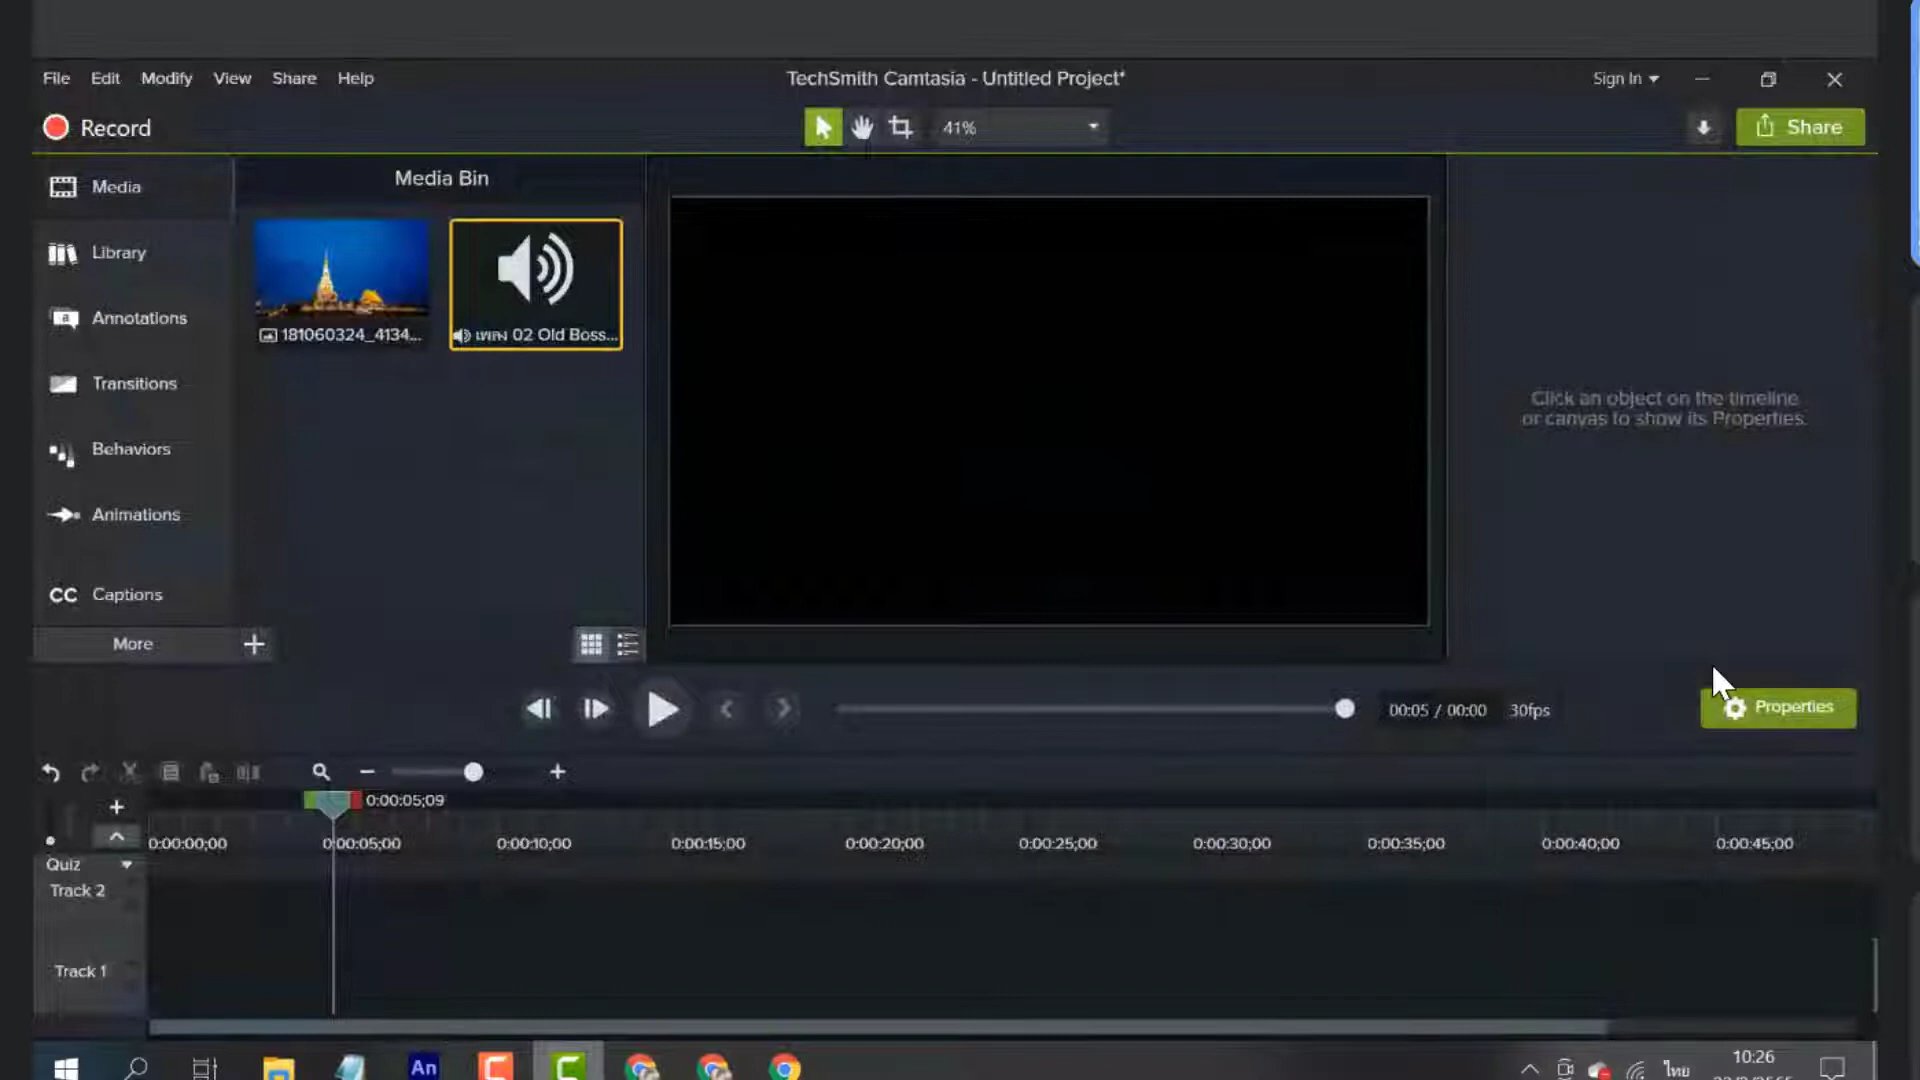 File Edit Modify View Share Help
TechSmith Camtasia - Untitled Project*
Sign In
Record
41%
Share
Media
Media Bin
Library
Annotations
181060324_4134...
เพลง 02 Old Boss...
Transitions
Behaviors
Animations
Click an object on the timeline
or canvas to show its Properties.
CC Captions
More
00:05 / 00:00 30fps
Properties
0:00:05;09
0:00:00;00 0:00:05;00 0:00:10;00 0:00:15;00 0:00:20;00 0:00:25;00 0:00:30;00 0:00:35;00 0:00:40;00 0:00:45;00
Quiz
Track 2
Track 1
An
ไทย
10:26